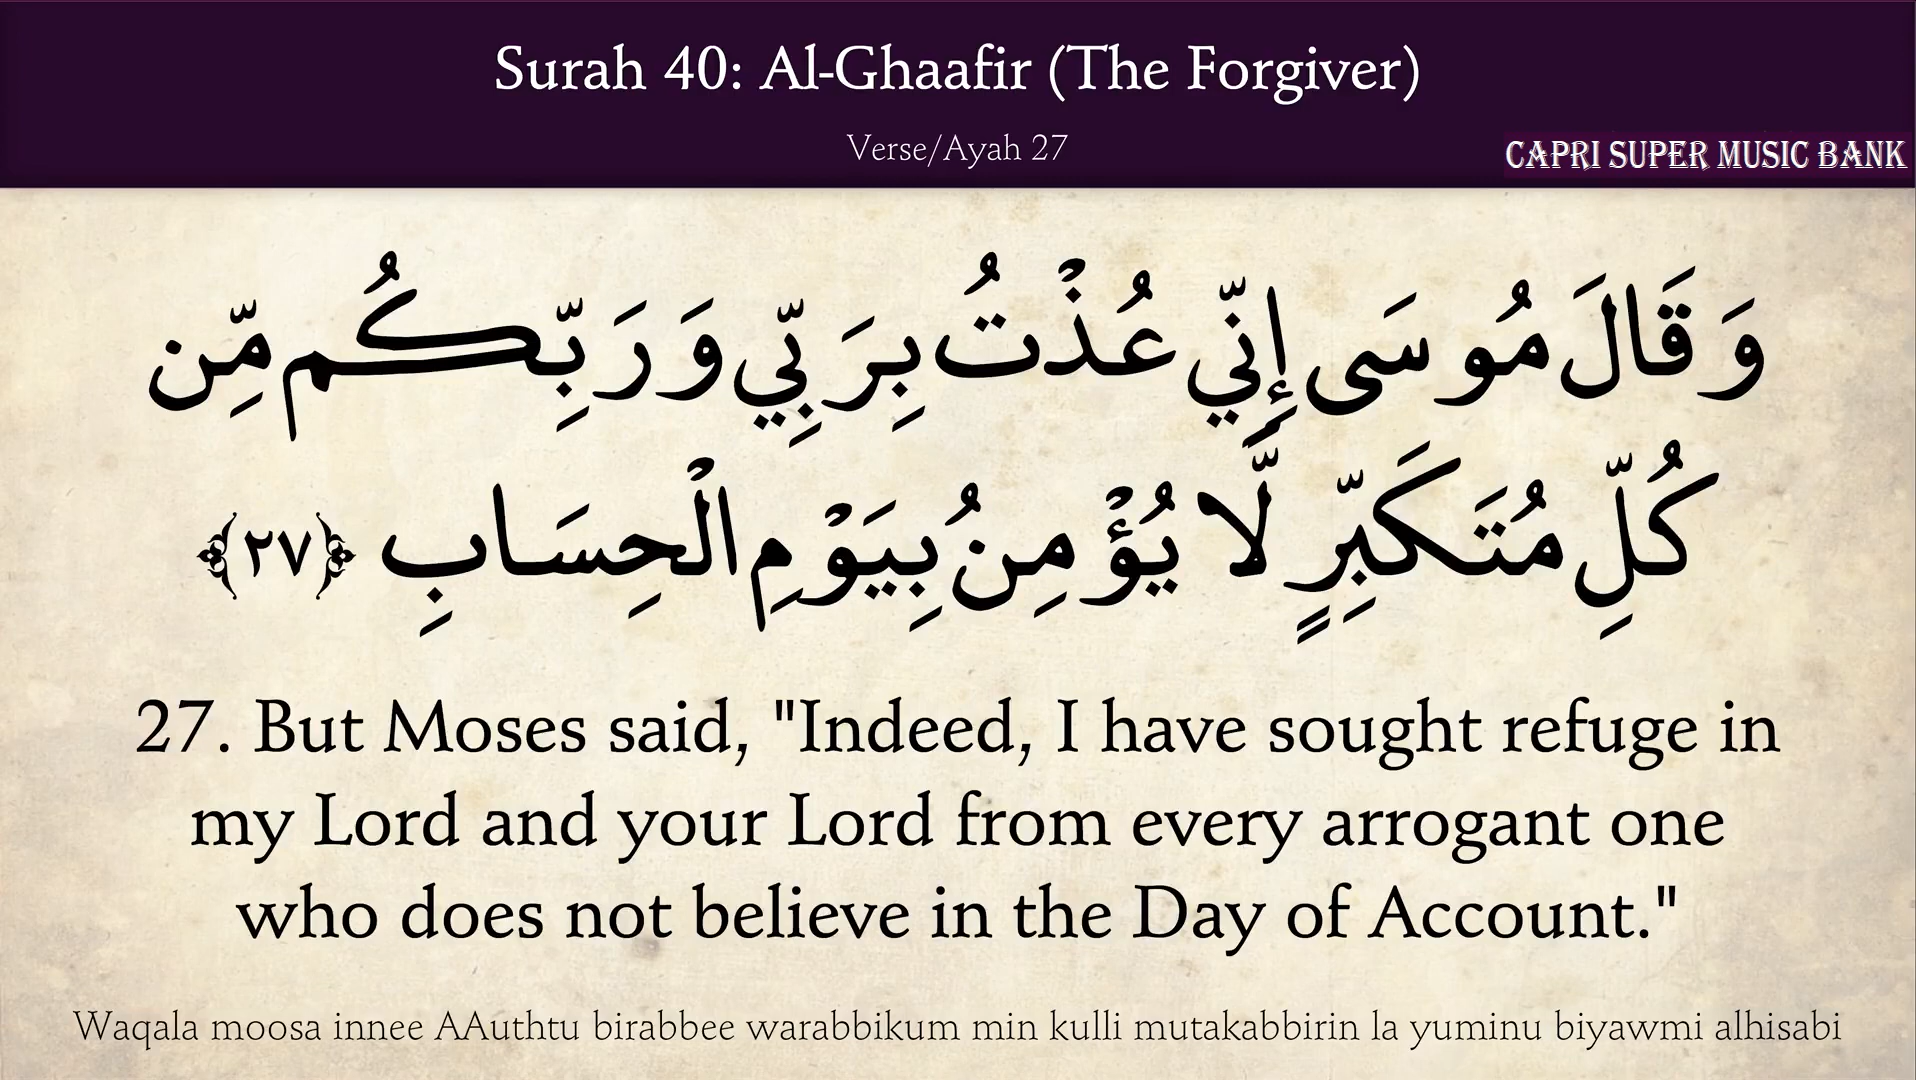 Surah 40: Al-Ghaafir (The Forgiver)
Verse/Ayah 27
CAPRI SUPER MUSIC BANK
وَقَالَ مُوسَى إِنِّي عُذْتُ بِرَبِّي وَرَبِّكُم مِّن
كُلِّ مُتَكَبِّرٍ لَّا يُؤْمِنُ بِيَوْمِ الْحِسَابِ ﴿٢٧﴾
27. But Moses said, "Indeed, I have sought refuge in
my Lord and your Lord from every arrogant one
who does not believe in the Day of Account."
Waqala moosa innee AAuthtu birabbee warabbikum min kulli mutakabbirin la yuminu biyawmi alhisabi